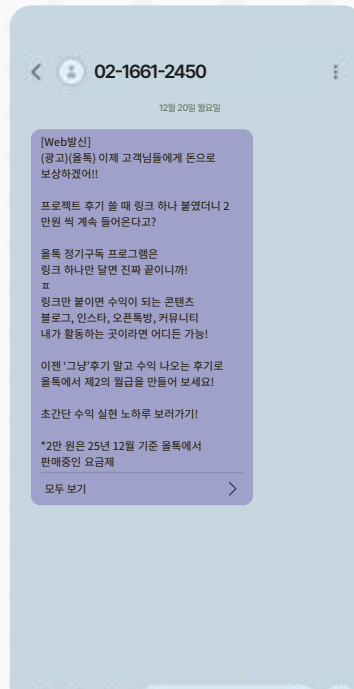 02-1661-2450
12월 20일 월요일
[Web발신]
(광고)(올톡) 이제 고객님들에게 돈으로
보상하겠어!!
프로젝트 후기 쓸 때 링크 하나 붙였더니 2
만원 씩 계속 들어온다고?
올톡 정기구독 프로그램은
링크 하나만 달면 진짜 끝이니까!
ㅍ
링크만 붙이면 수익이 되는 콘텐츠
블로그, 인스타, 오픈톡방, 커뮤니티
내가 활동하는 곳이라면 어디든 가능!
이젠 ‘그냥’후기 말고 수익 나오는 후기로
올톡에서 제2의 월급을 만들어 보세요!
초간단 수익 실현 노하루 보러가기!
*2만 원은 25년 12월 기준 올톡에서
판매중인 요금제
모두 보기